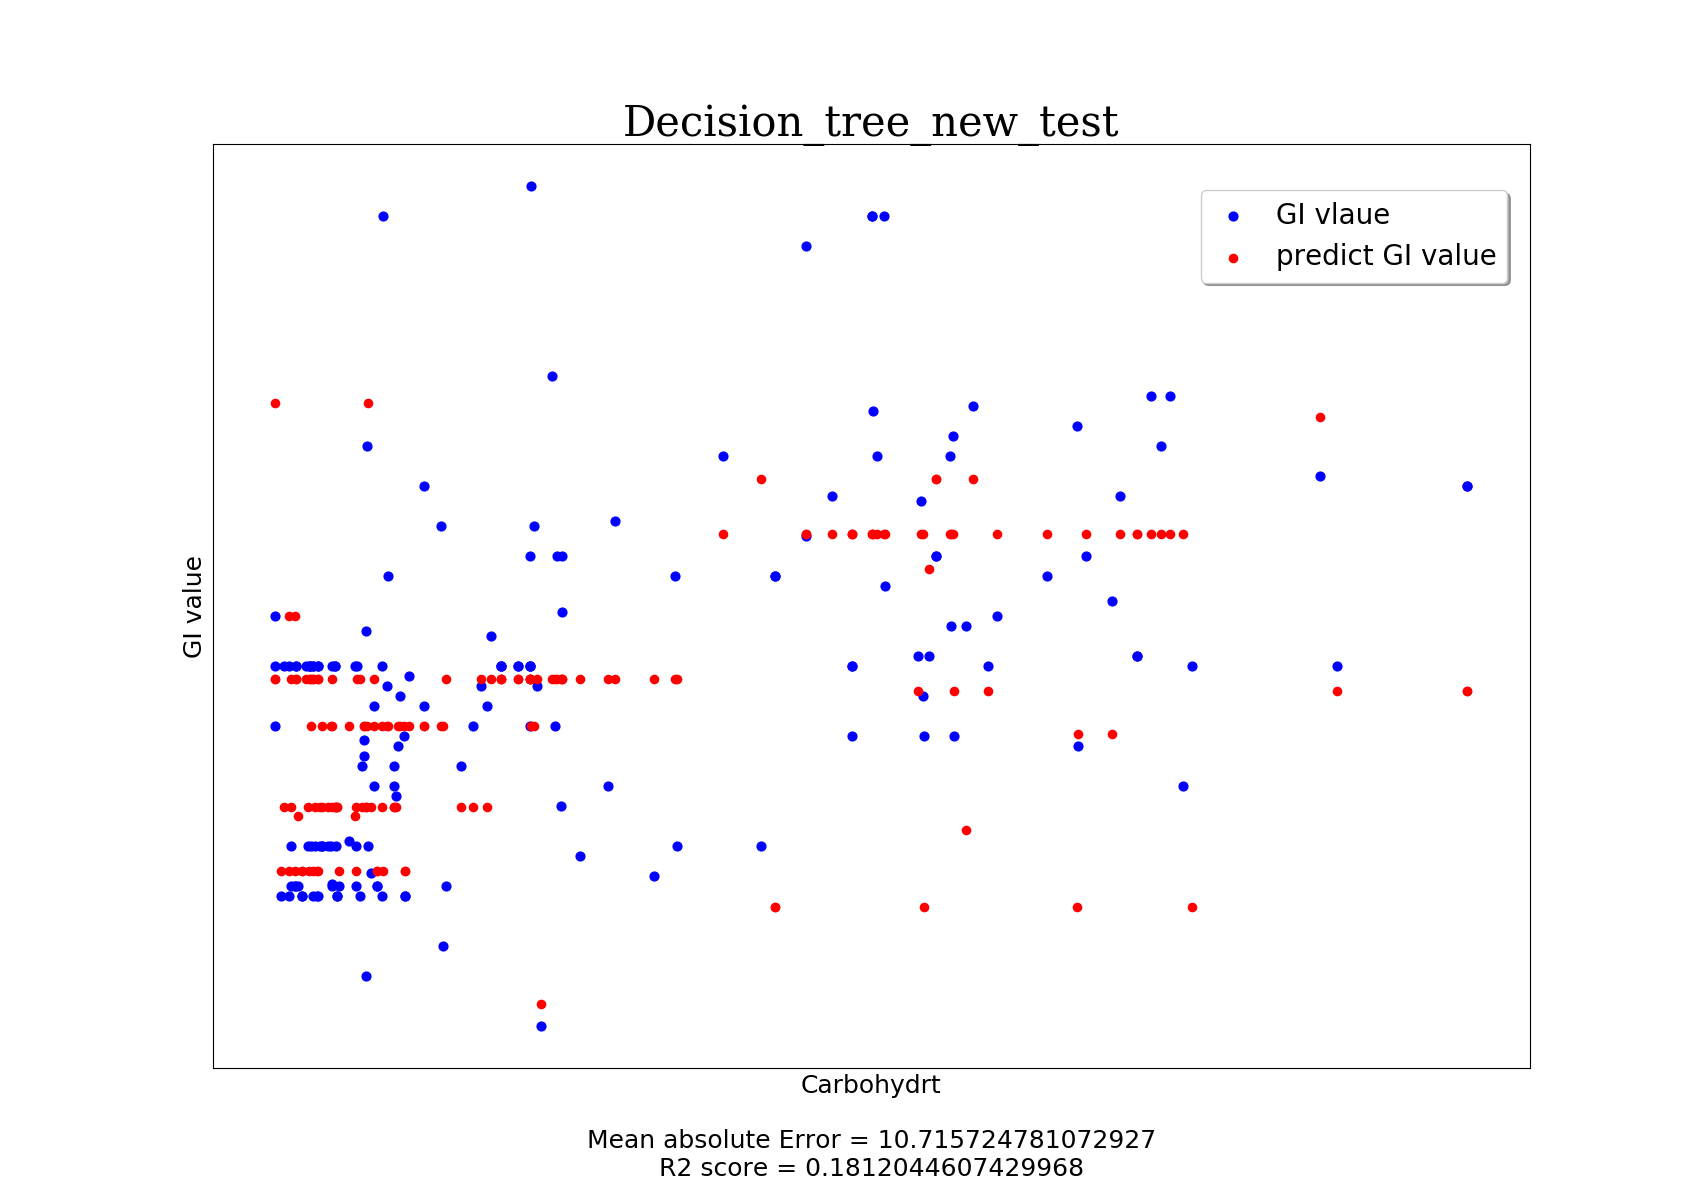 Decision_tree_new_test
GI vlaue
predict GI value
GI value
Carbohydrt
Mean absolute Error = 10.715724781072927
R2 score = 0.1812044607429968